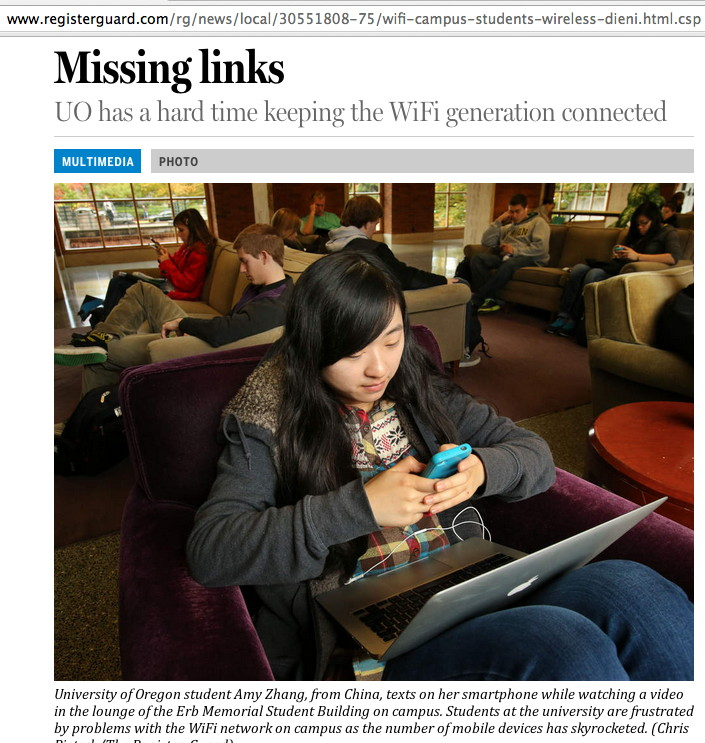 www.registerguard.com/rg/news/local/30551808-75/wifi-campus-students-wireless-dieni.html.csp
Missing links
UO has a hard time keeping the WiFi generation connected
MULTIMEDIA PHOTO
University of Oregon student Amy Zhang, from China, texts on her smartphone while watching a video
in the lounge of the Erb Memorial Student Building on campus. Students at the university are frustrated
by problems with the WiFi network on campus as the number of mobile devices has skyrocketed. (Chris